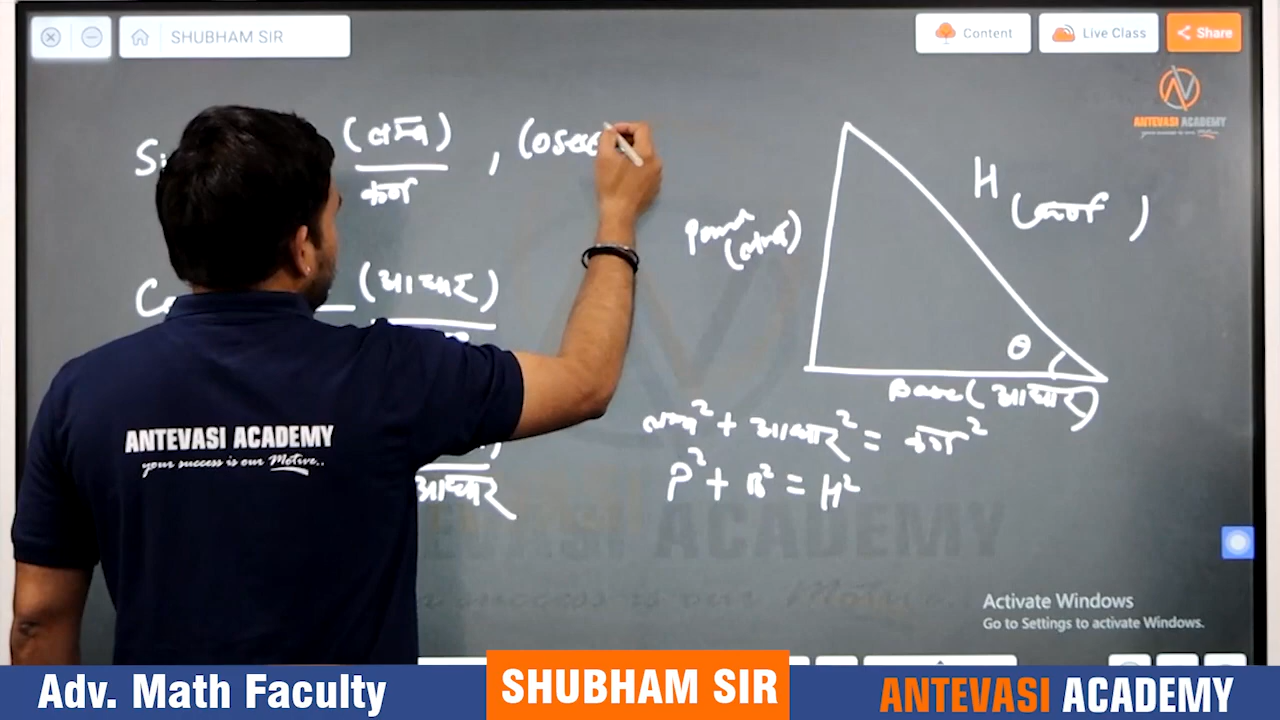 SHUBHAM SIR
Content
Live Class
Share
ANTEVASI ACADEMY
(लम्ब)
कर्ण
, Cosec
H
(कर्ण)
(लम्ब)
(आधार)
θ
Base (आधार)
लम्ब² + आधार² = कर्ण²
P² + B² = H²
आधार
ANTEVASI ACADEMY
your success is our Motive..
ACADEMY
Activate Windows
Go to Settings to activate Windows.
Adv. Math Faculty
SHUBHAM SIR
ANTEVASI ACADEMY